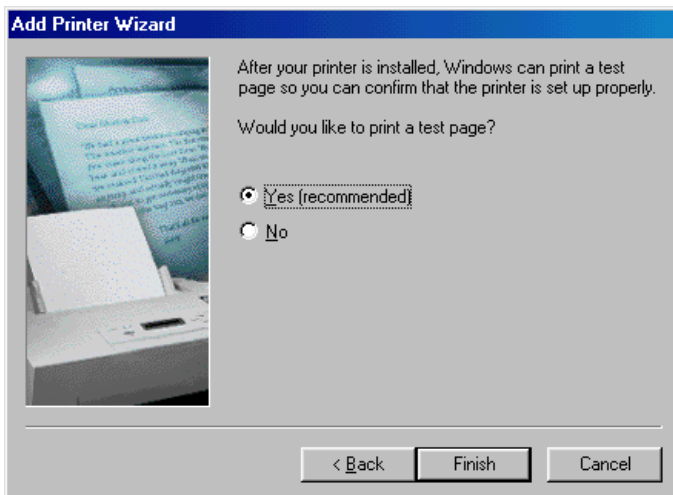 Add Printer Wizard
After your printer is installed, Windows can print a test
page so you can confirm that the printer is set up properly.
Would you like to print a test page?
Yes (recommended)
No
< Back
Finish
Cancel